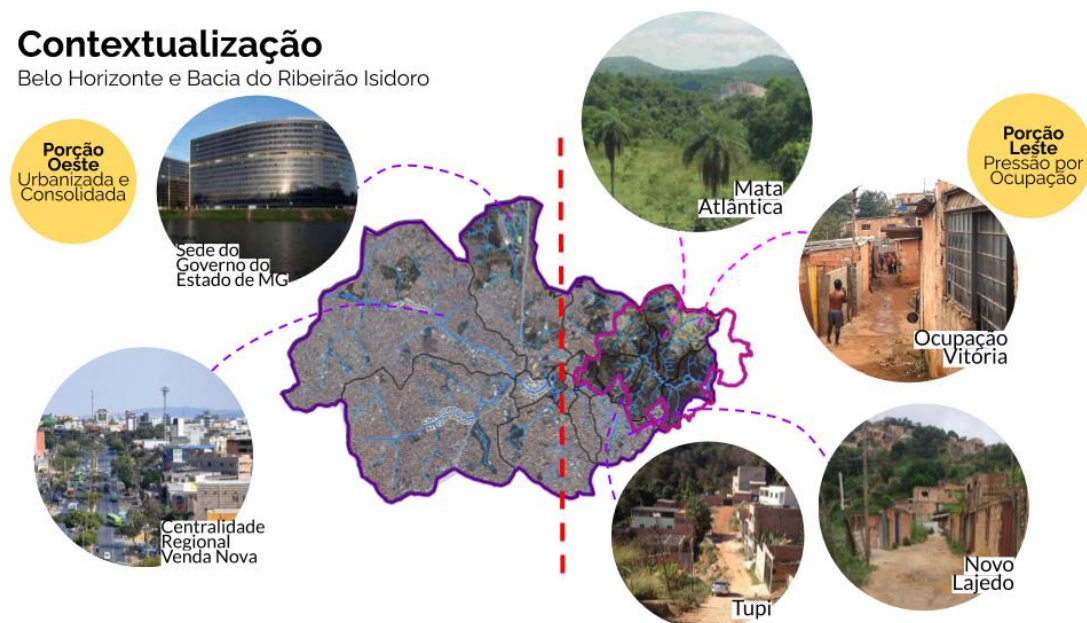 Contextualização
Belo Horizonte e Bacia do Ribeirão Isidoro
Porção
Oeste
Urbanizada e
Consolidada
Sede do
Governo do
Estado de MG
Mata
Atlântica
Porção
Leste
Pressão por
Ocupação
Ocupação
Vitória
Centralidade
Regional
Venda Nova
Tupi
Novo
Lajedo